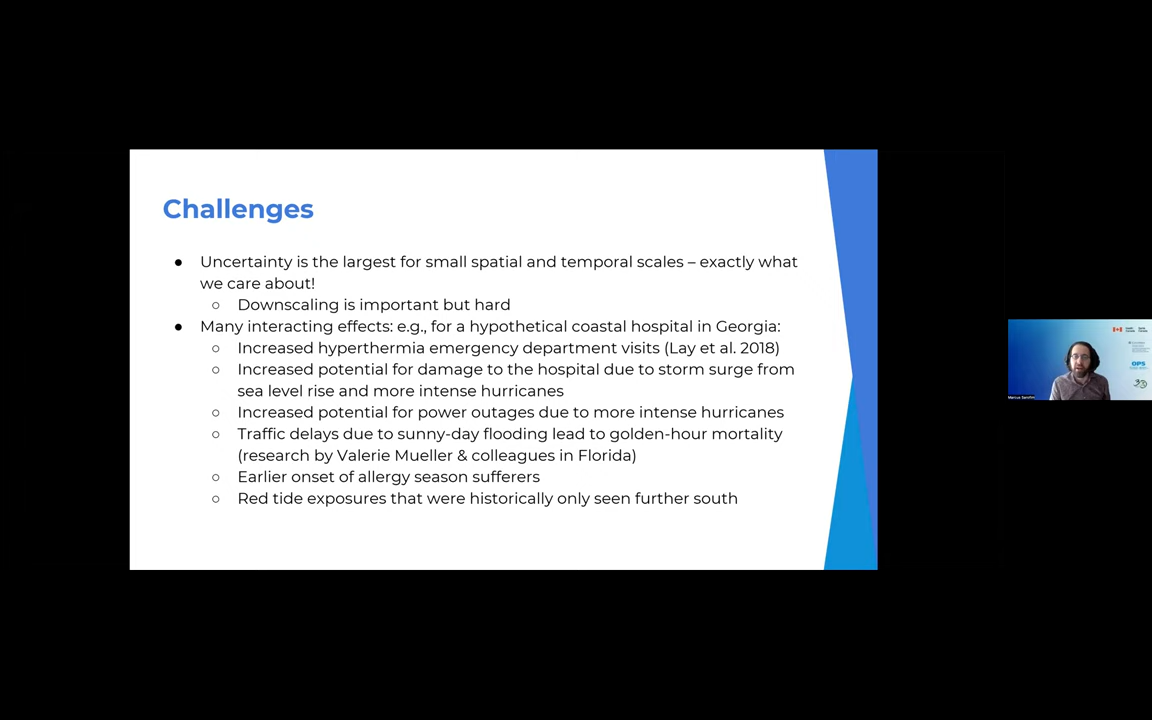 Challenges
● Uncertainty is the largest for small spatial and temporal scales – exactly what
we care about!
○ Downscaling is important but hard
● Many interacting effects: e.g., for a hypothetical coastal hospital in Georgia:
○ Increased hyperthermia emergency department visits (Lay et al. 2018)
○ Increased potential for damage to the hospital due to storm surge from
sea level rise and more intense hurricanes
○ Increased potential for power outages due to more intense hurricanes
○ Traffic delays due to sunny-day flooding lead to golden-hour mortality
(research by Valerie Mueller & colleagues in Florida)
○ Earlier onset of allergy season sufferers
○ Red tide exposures that were historically only seen further south
OPS